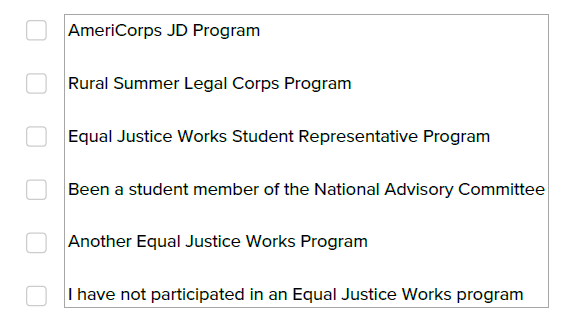 AmeriCorps JD Program
Rural Summer Legal Corps Program
Equal Justice Works Student Representative Program
Been a student member of the National Advisory Committee
Another Equal Justice Works Program
I have not participated in an Equal Justice Works program